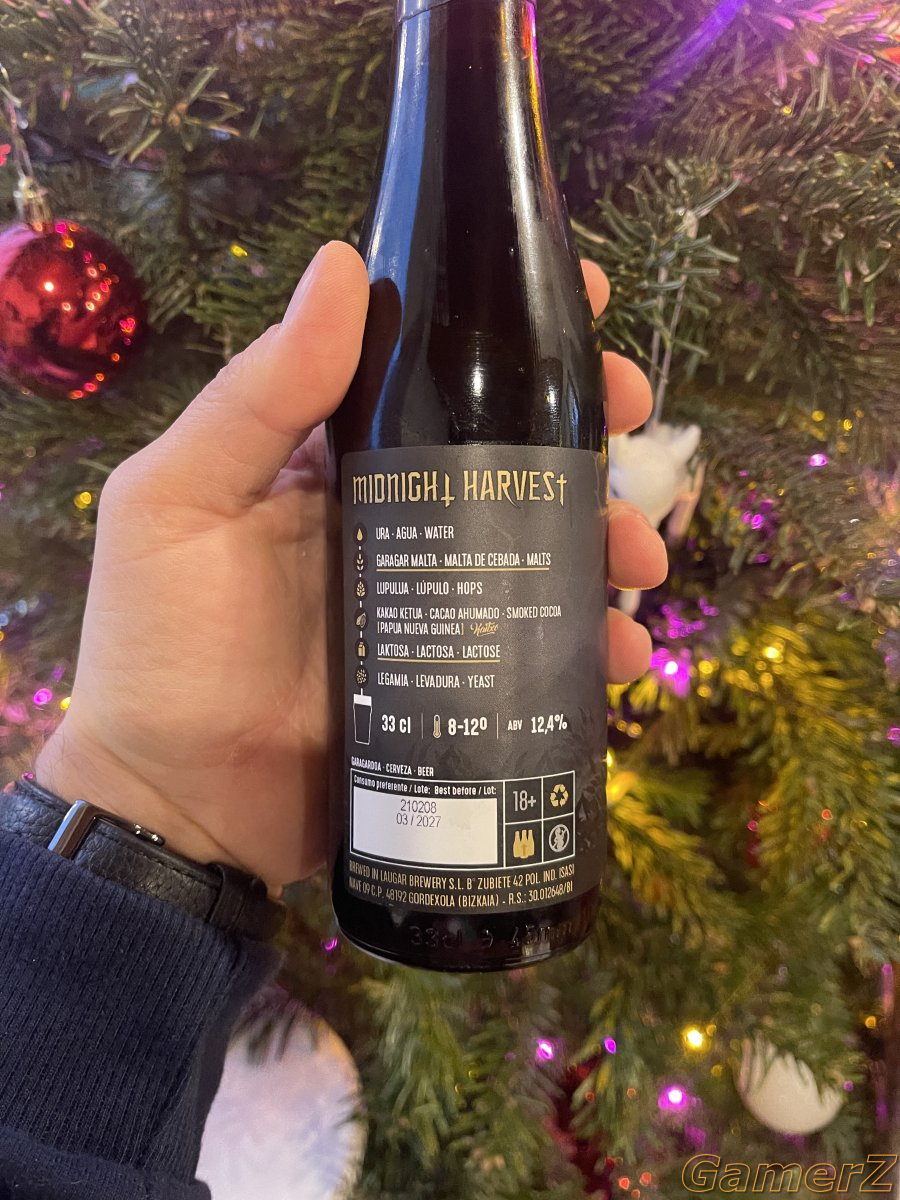 MIDNIGHT HARVEST
URA · AGUA · WATER
GARAGAR MALTA · MALTA DE CEBADA · MALTS
LUPULUA · LÚPULO · HOPS
KAKAO KETUA · CACAO AHUMADO · SMOKED COCOA
[PAPUA NUEVA GUINEA]
LAKTOSA · LACTOSA · LACTOSE
LEGAMIA · LEVADURA · YEAST
33 cl 8-12º ABV 12,4%
GARAGARDOA · CERVEZA · BEER
Consumo preferente / Lote: Best before / Lot:
210208
03 / 2027
18+
BREWED IN LAUGAR BREWERY S.L. Bº ZUBIETE 42 POL. IND. ISASI
NAVE 09 C.P. 48192 GORDEXOLA (BIZKAIA) - R.S.: 30.012648/BI
33cl
GamerZ